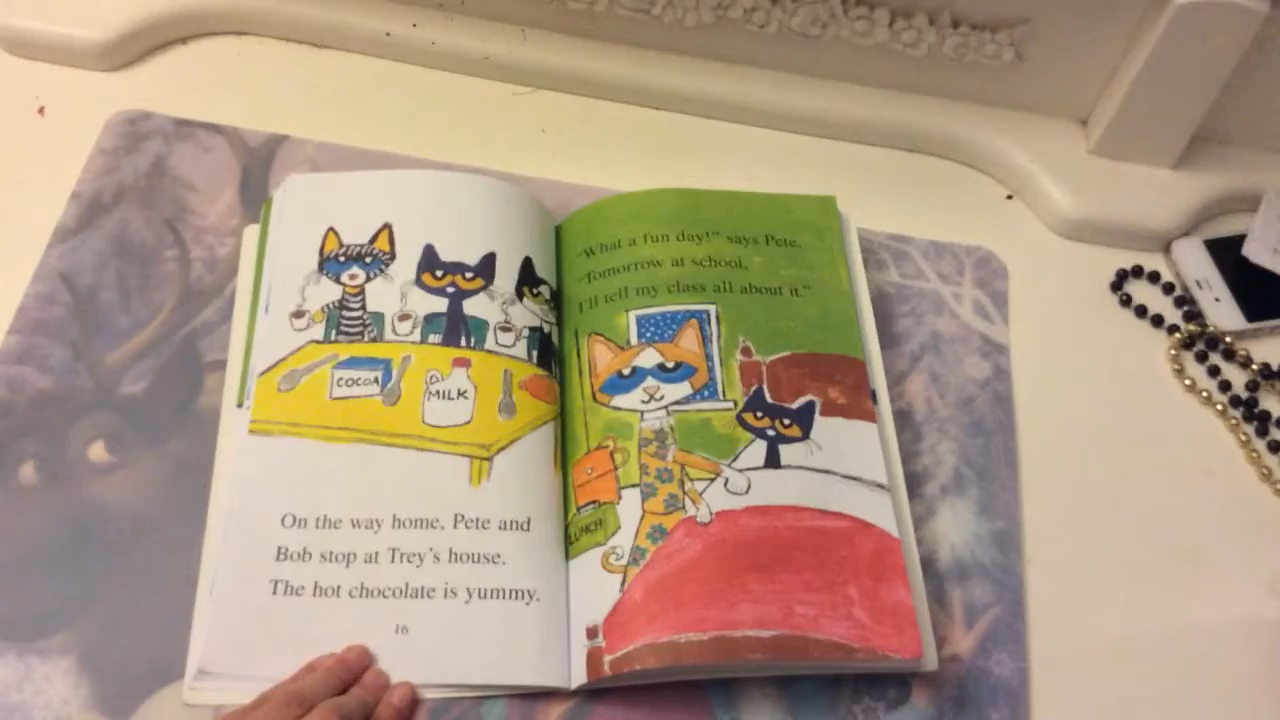 COCOA
MILK
On the way home, Pete and
Bob stop at Trey's house.
The hot chocolate is yummy.
16
"What a fun day!" says Pete.
"Tomorrow at school,
I'll tell my class all about it."
LUNCH